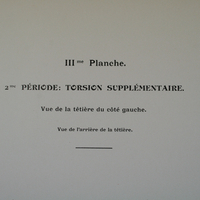 IIIme Planche.
2me PÉRIODE: TORSION SUPPLÉMENTAIRE.
Vue de la têtière du côté gauche.
Vue de l'arrière de la têtière.